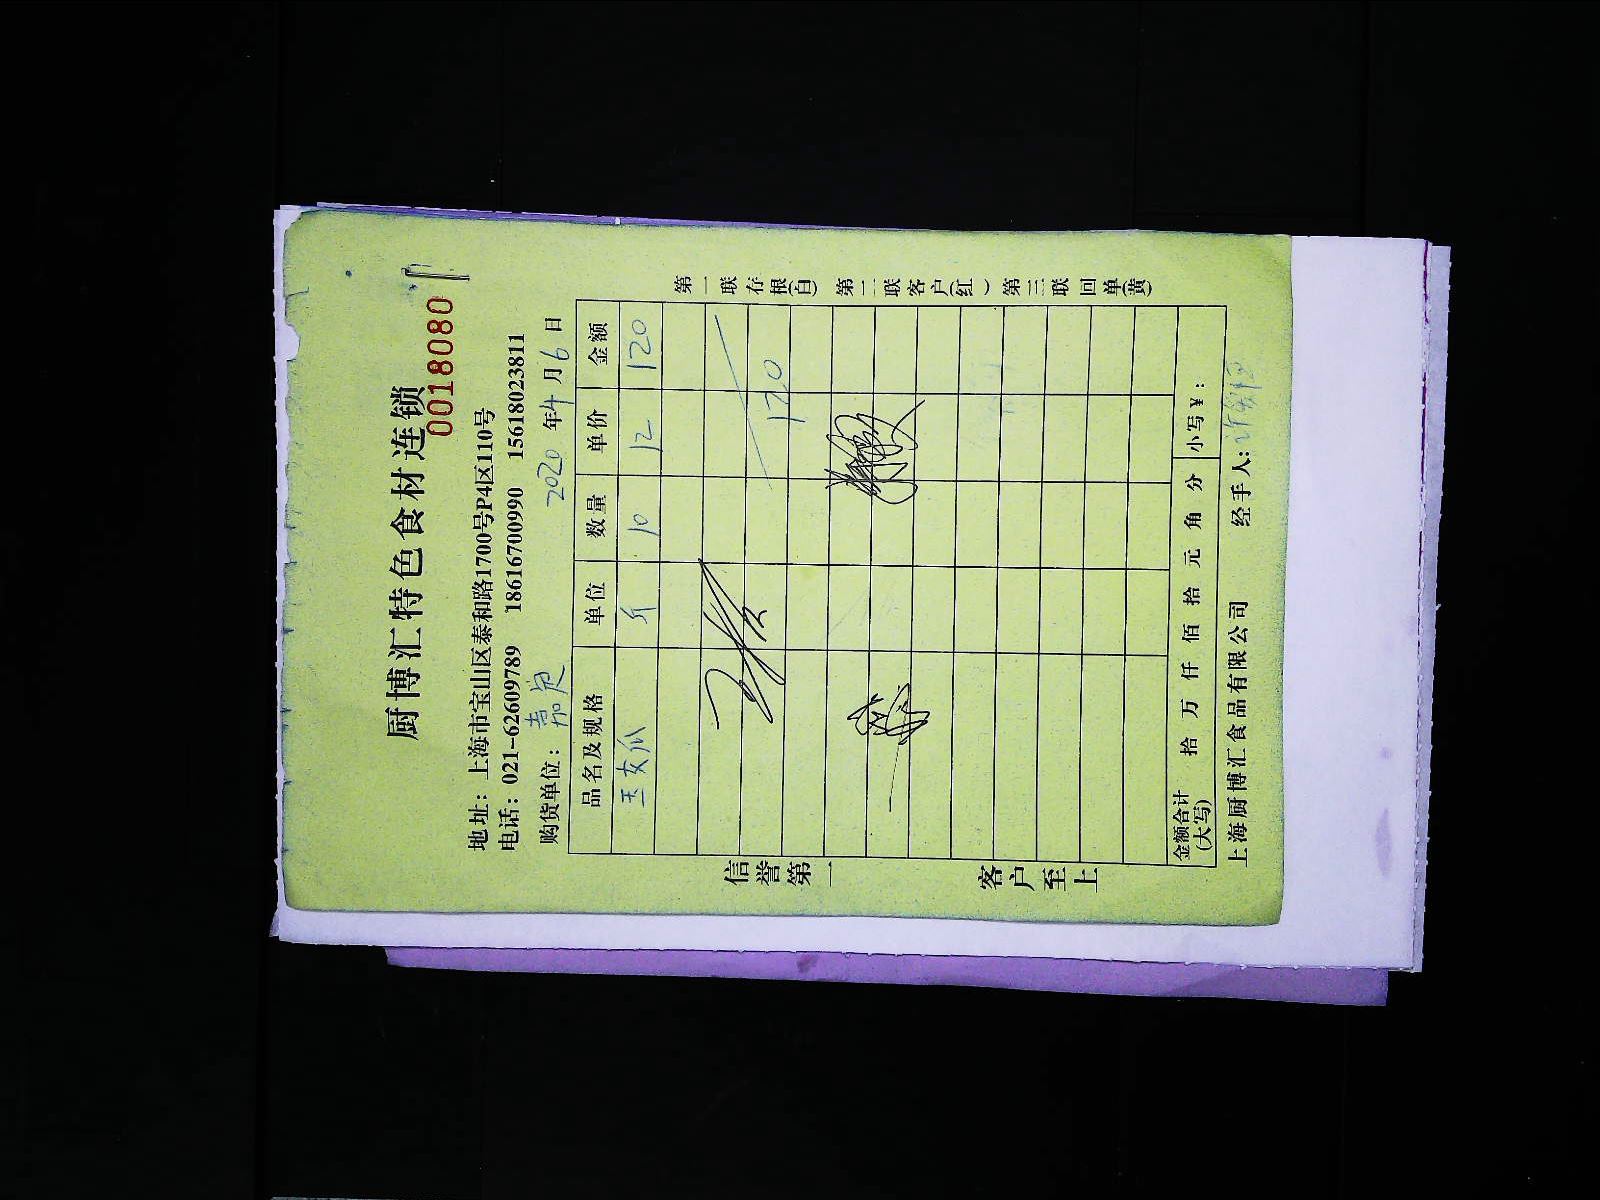 厨博汇特色食材连锁
0018080
地址：上海市宝山区泰和路1700号P4区110号
电话：021-62609789 18616700990 15618023811
购货单位：嘉 2020年4月6日
品名及规格 单位 数量 单价 金额
玉女瓜 斤 10 12 120
120
金额合计(大写) 拾 万 仟 佰 拾 元 角 分 小写￥：
上海厨博汇食品有限公司 经手人：
信誉第一 客户至上
第一联存根(白) 第二联客户(红) 第三联回单(黄)